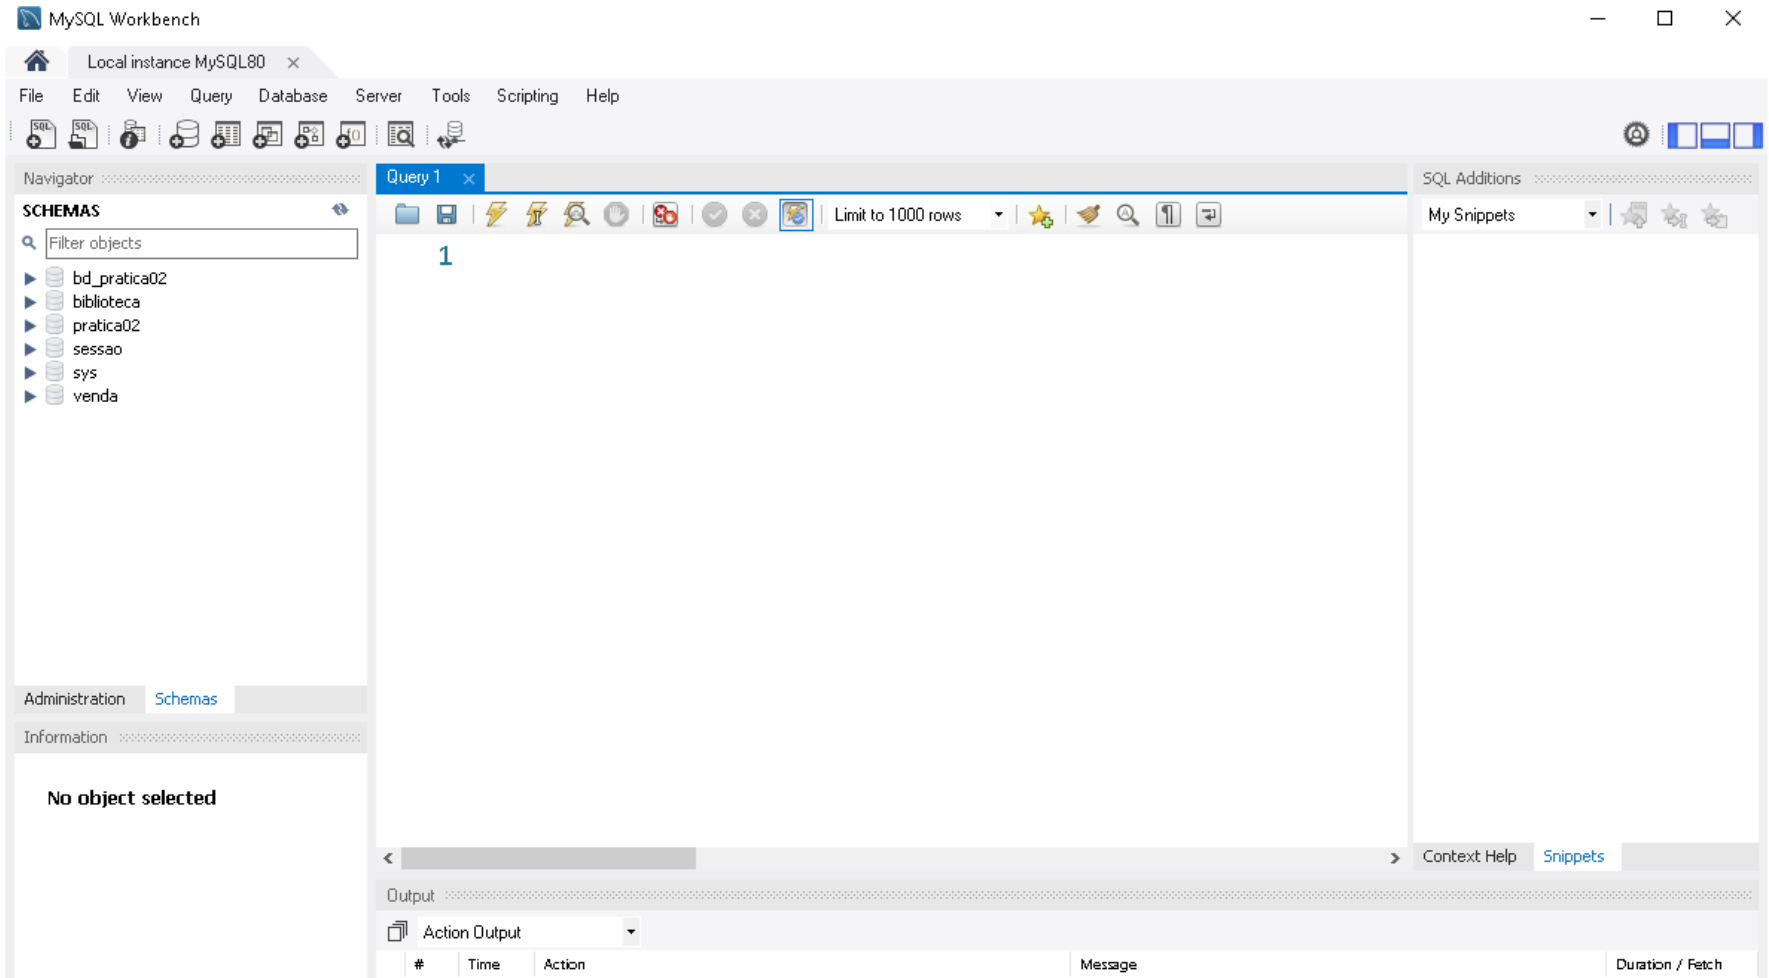 MySQL Workbench
Local instance MySQL80
File Edit View Query Database Server Tools Scripting Help
Navigator
SCHEMAS
Filter objects
bd_pratica02
biblioteca
pratica02
sessao
sys
venda
Administration Schemas
Information
No object selected
Query 1
Limit to 1000 rows
1
SQL Additions
My Snippets
Context Help Snippets
Output
Action Output
# Time Action Message Duration / Fetch